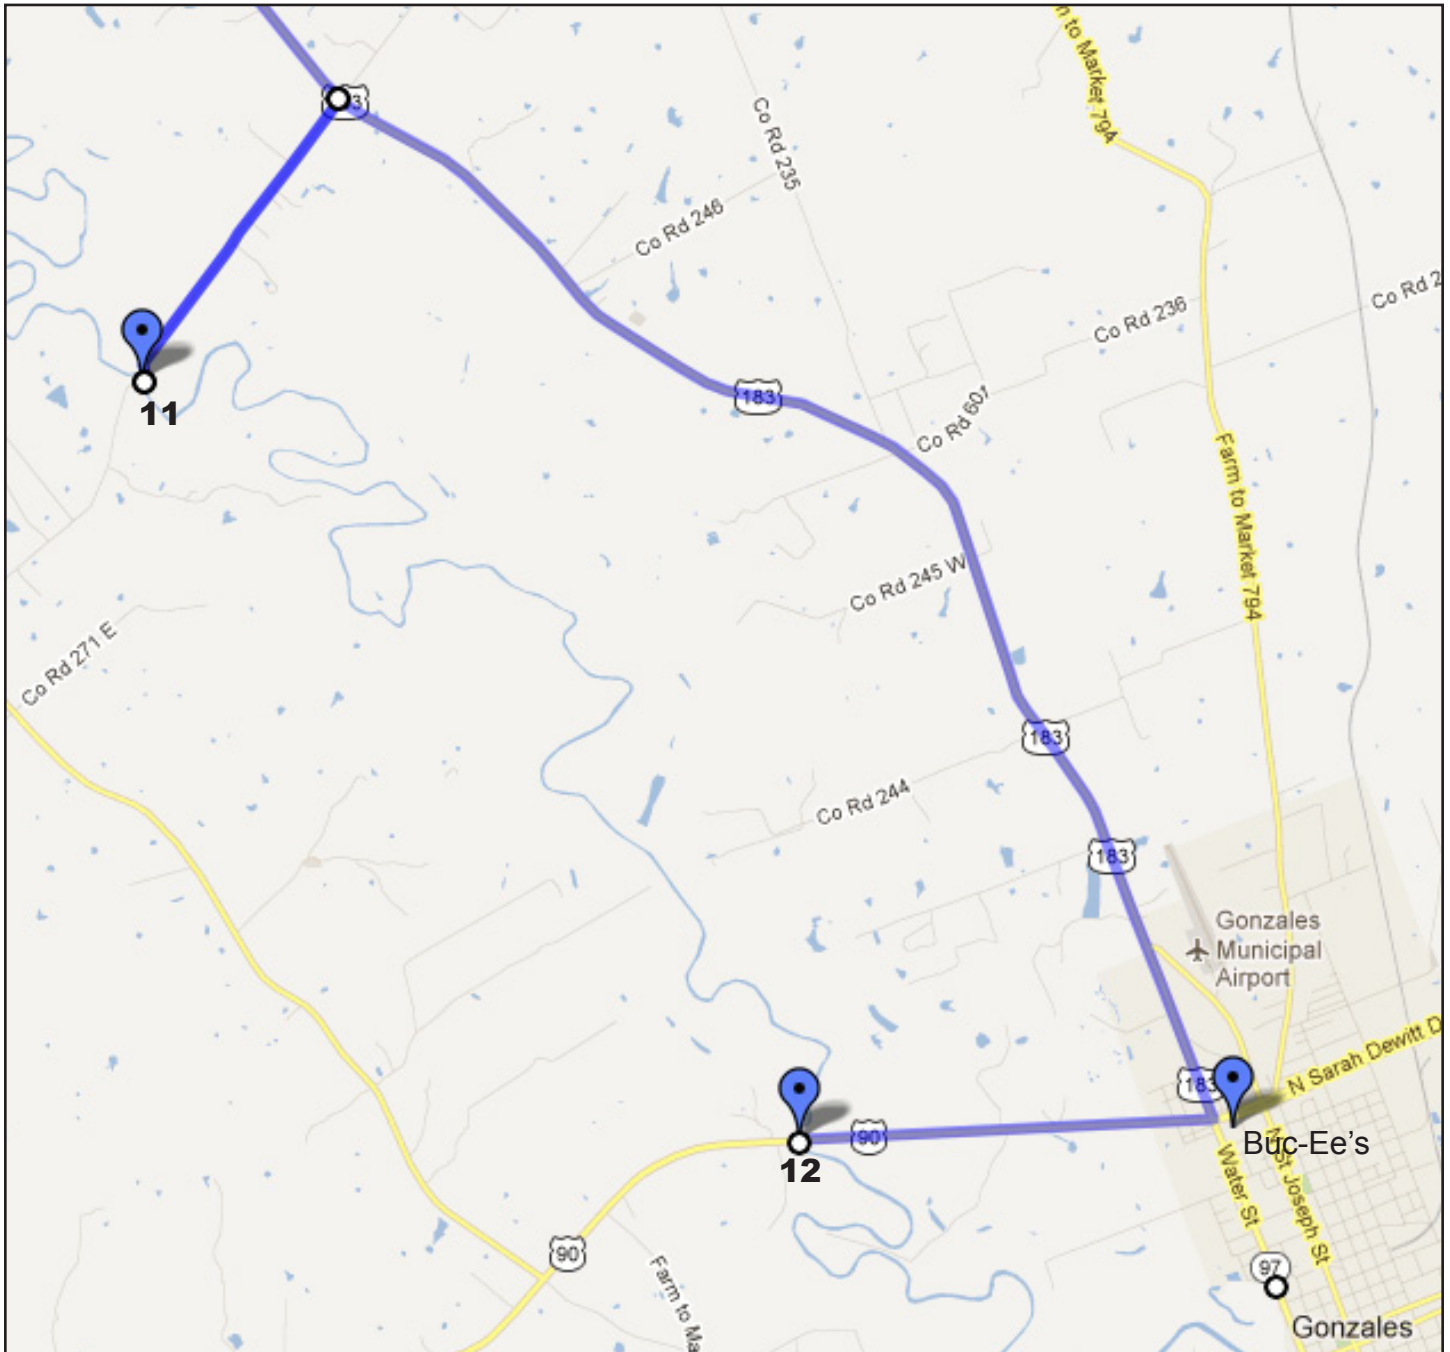 n to Market 794
3
Co Rd 235
Co Rd 246
Co Rd 236
Co Rd 2
11
183
Co Rd 601
Farm to Market 794
Co Rd 245 W
Co Rd 271 E
183
Co Rd 244
183
Gonzales
Municipal
Airport
N Sarah Dewitt D
183
90
12
Buc-Ee's
Water St
N St Joseph St
90
Farm to Ma
97
Gonzales